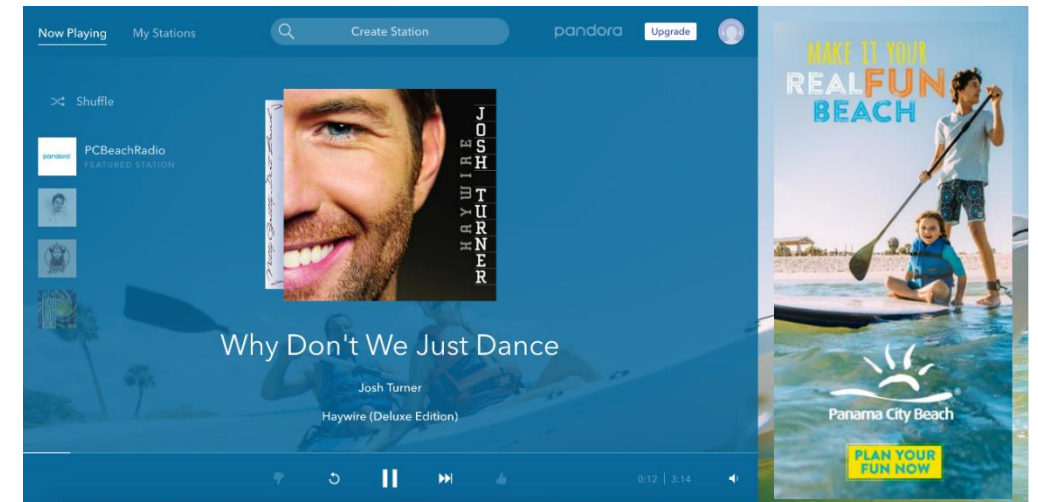 Now Playing
My Stations
Create Station
pandora
Upgrade
Shuffle
pandora
PCBeachRadio
FEATURED STATION
HAYWIRE
JOSH TURNER
Why Don't We Just Dance
Josh Turner
Haywire (Deluxe Edition)
0:12 | 3:14
MAKE IT YOUR
REAL FUN
BEACH
Panama City Beach®
PLAN YOUR
FUN NOW